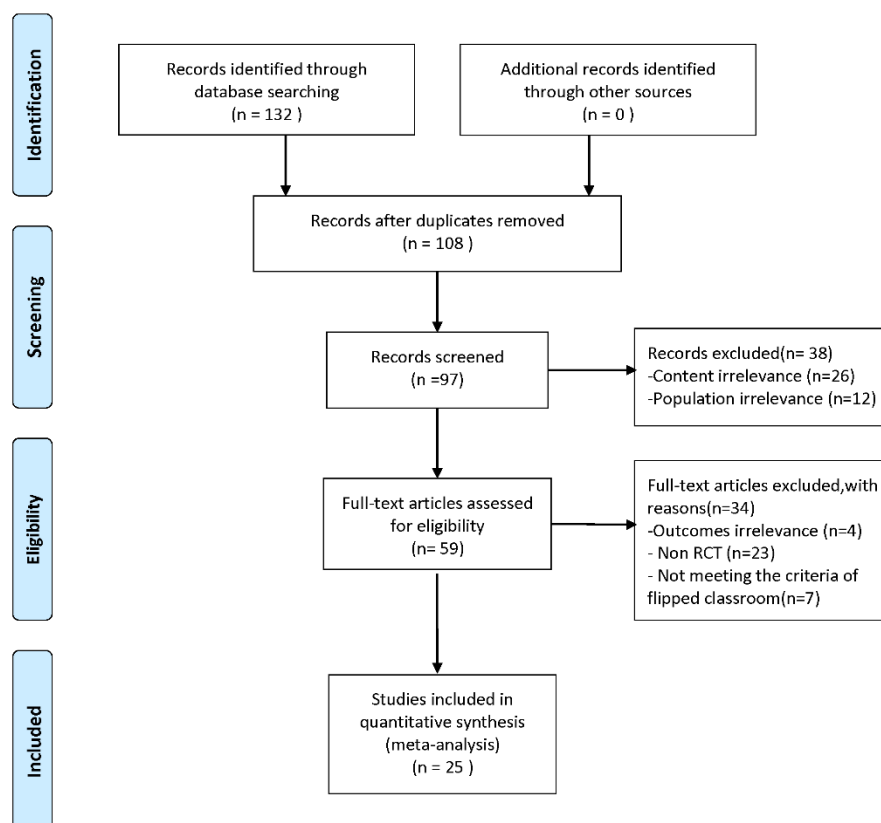 Identification
Records identified through
database searching
(n = 132 )
Additional records identified
through other sources
(n = 0 )
Screening
Records after duplicates removed
(n = 108 )
Records screened
(n =97)
Records excluded(n= 38)
-Content irrelevance (n=26)
-Population irrelevance (n=12)
Eligibility
Full-text articles assessed
for eligibility
(n= 59)
Full-text articles excluded,with
reasons(n=34)
-Outcomes irrelevance (n=4)
- Non RCT (n=23)
- Not meeting the criteria of
flipped classroom(n=7)
Included
Studies included in
quantitative synthesis
(meta-analysis)
(n = 25 )